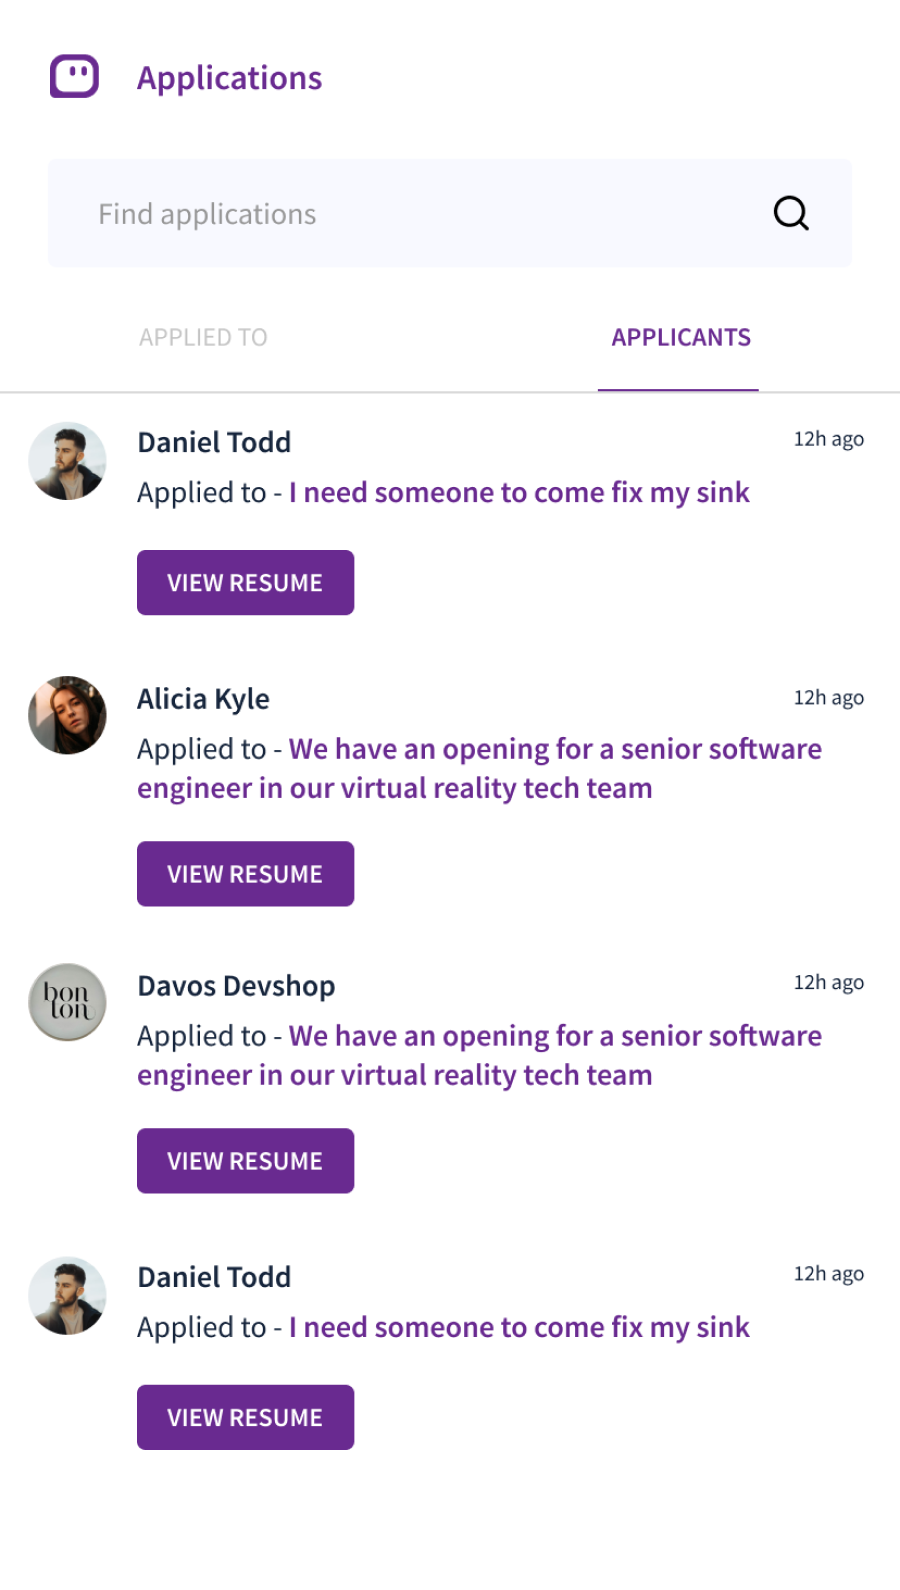 Applications
Find applications
APPLIED TO
APPLICANTS
Daniel Todd
12h ago
Applied to - I need someone to come fix my sink
VIEW RESUME
Alicia Kyle
12h ago
Applied to - We have an opening for a senior software
engineer in our virtual reality tech team
VIEW RESUME
bon
ton
Davos Devshop
12h ago
Applied to - We have an opening for a senior software
engineer in our virtual reality tech team
VIEW RESUME
Daniel Todd
12h ago
Applied to - I need someone to come fix my sink
VIEW RESUME